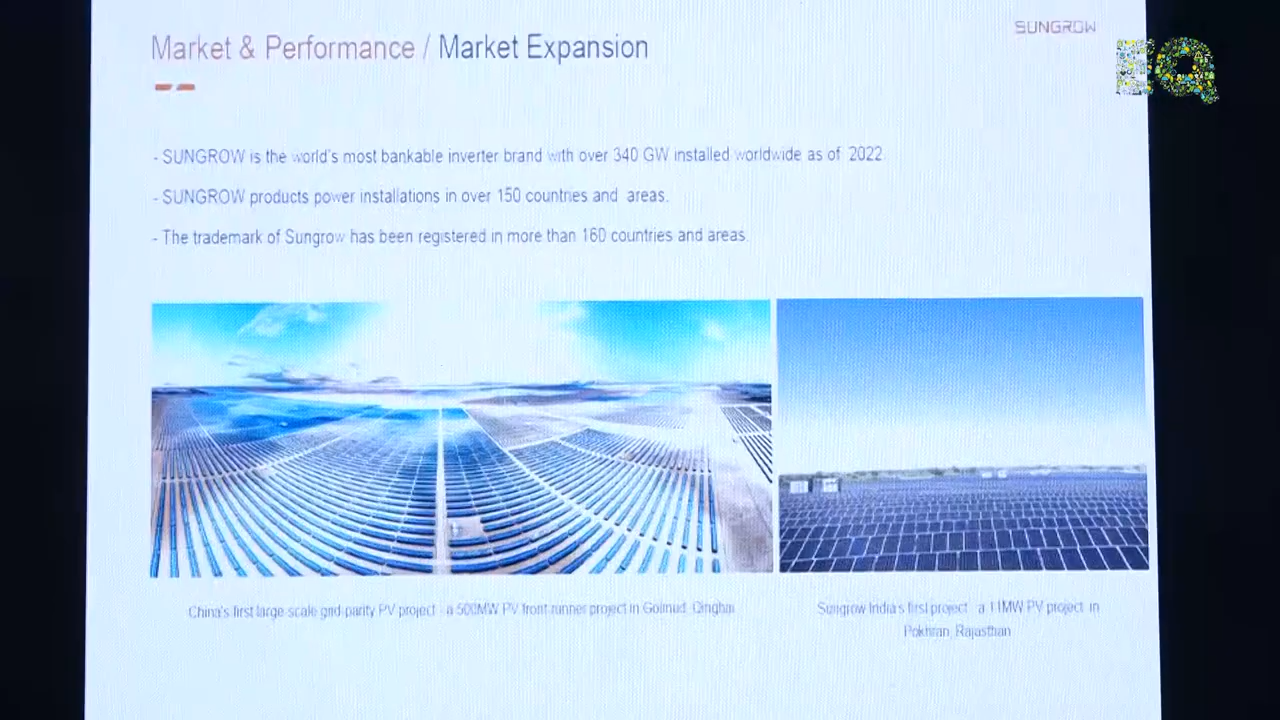 SUNGROW
EQ
Market & Performance / Market Expansion
- SUNGROW is the world's most bankable inverter brand with over 340 GW installed worldwide as of 2022
- SUNGROW products power installations in over 150 countries and areas.
- The trademark of Sungrow has been registered in more than 160 countries and areas.
China's first large-scale grid-parity PV project - a 500MW PV front-runner project in Golmud, Qinghai
Sungrow India's first project a 11MW PV project in
Pokhran, Rajasthan